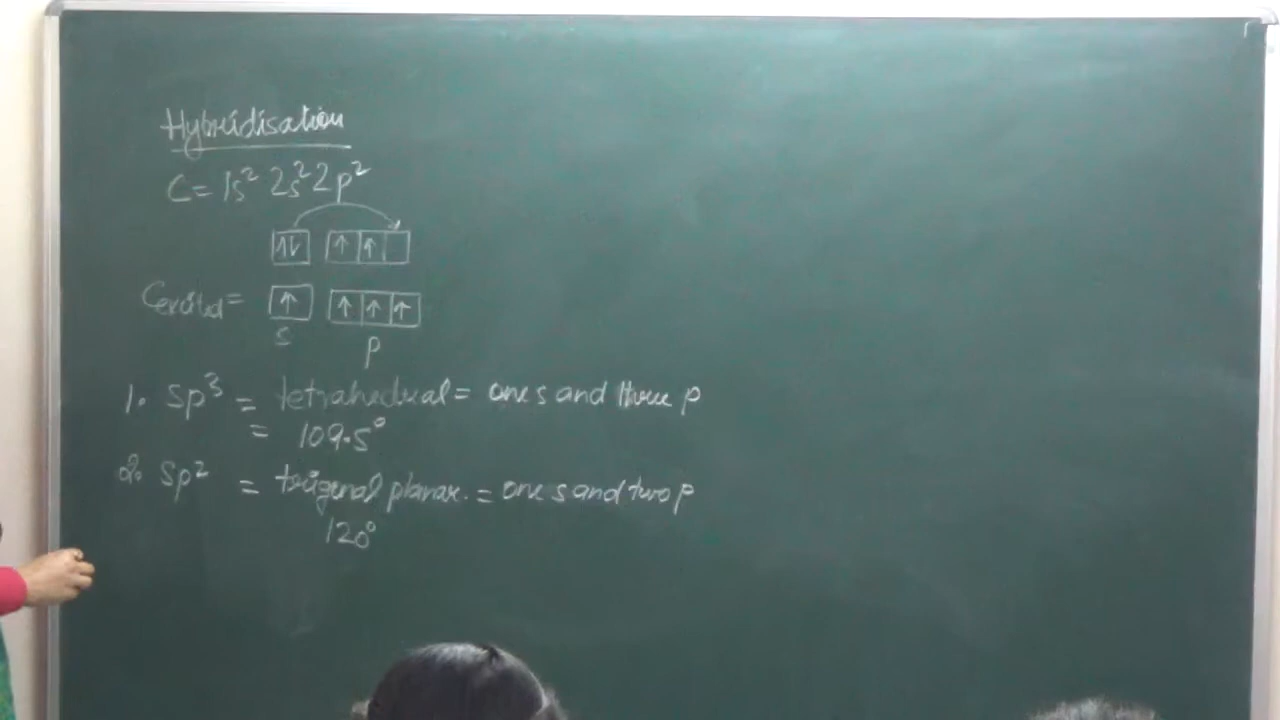 Hybridisation
C = 1s² 2s² 2p²
↑↓ ↑ ↑
Cexcited = ↑ ↑ ↑ ↑
s p
1. Sp³ = tetrahedral = one s and three p
= 109.5°
2. Sp² = trigonal planar. = one s and two p
120°